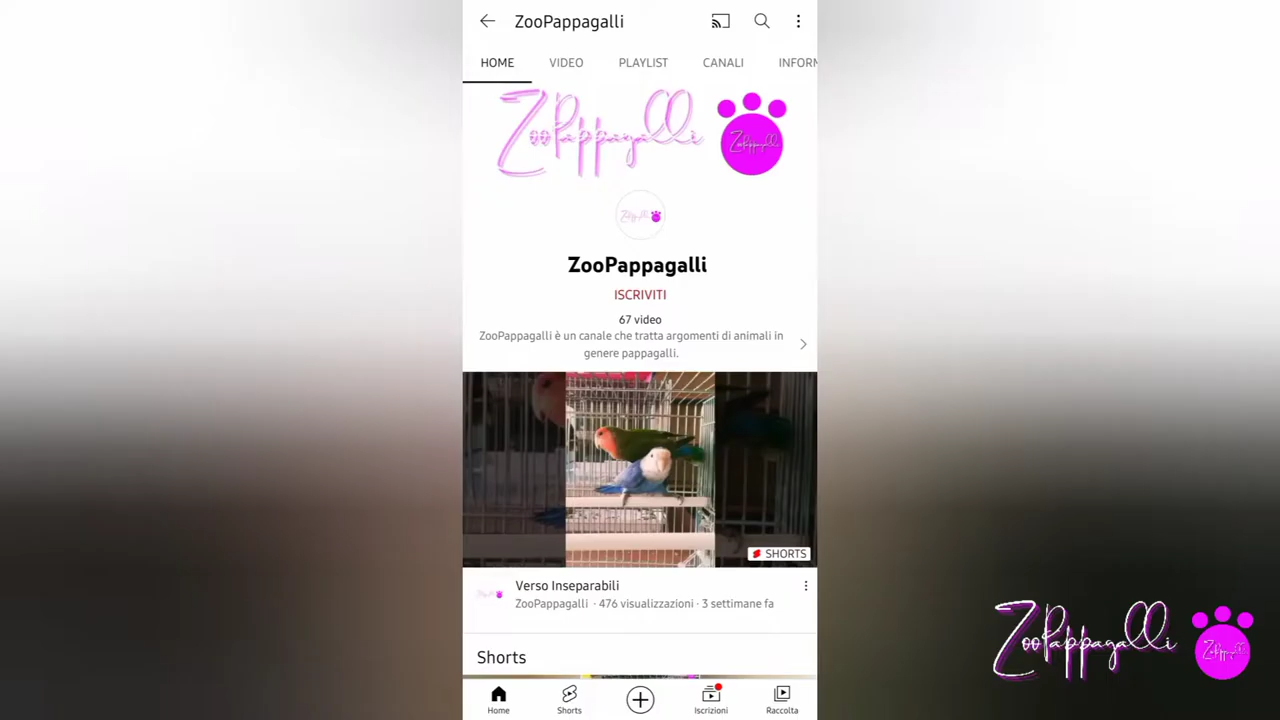 ZooPappagalli
HOME VIDEO PLAYLIST CANALI INFORM
ZooPappagalli
ZooPappagalli
ZooPappagalli
ZooPappagalli
ISCRIVITI
67 video
ZooPappagalli è un canale che tratta argomenti di animali in
genere pappagalli.
SHORTS
Verso Inseparabili
ZooPappagalli · 476 visualizzazioni · 3 settimane fa
Shorts
Home Shorts Iscrizioni Raccolta
ZooPappagalli
ZooPappagalli